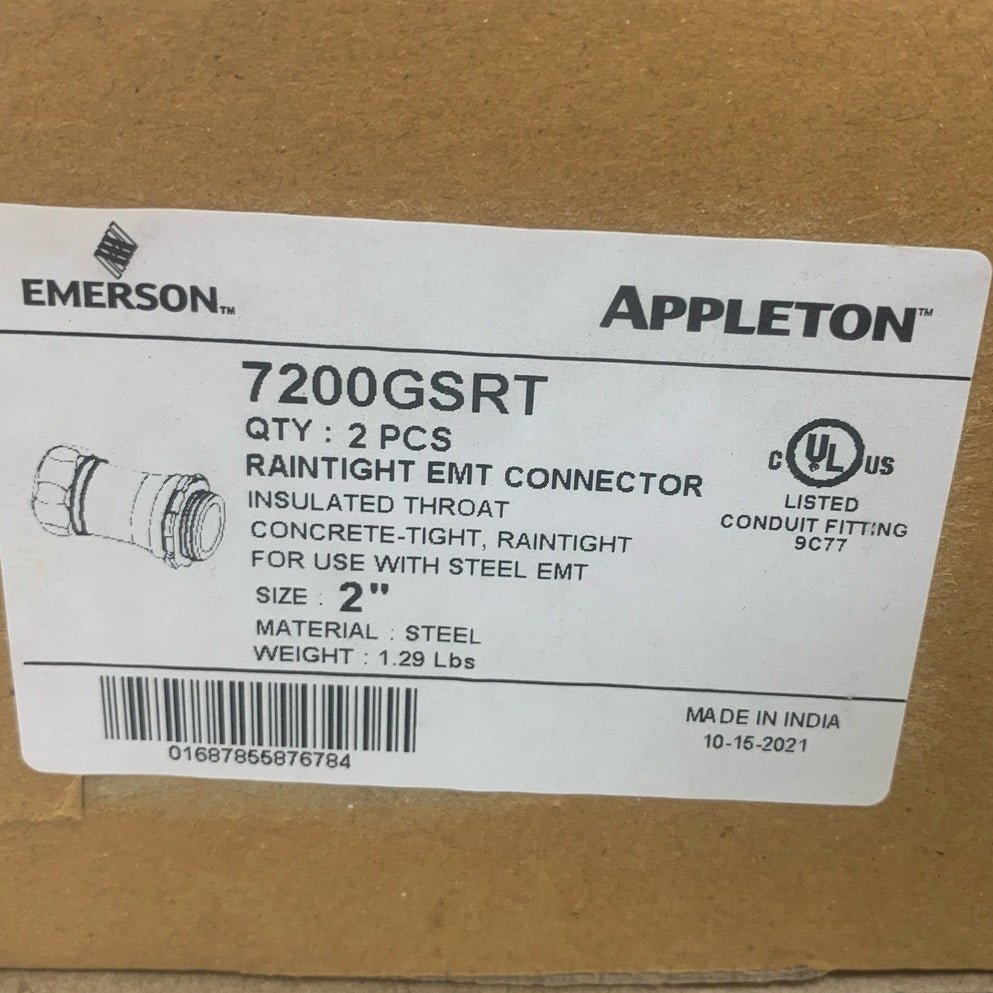 EMERSON™
APPLETON™
7200GSRT
QTY : 2 PCS
RAINTIGHT EMT CONNECTOR
INSULATED THROAT
CONCRETE-TIGHT, RAINTIGHT
FOR USE WITH STEEL EMT
SIZE : 2"
MATERIAL : STEEL
WEIGHT : 1.29 Lbs
C UL US
LISTED
CONDUIT FITTING
9C77
01687855876784
MADE IN INDIA
10-15-2021